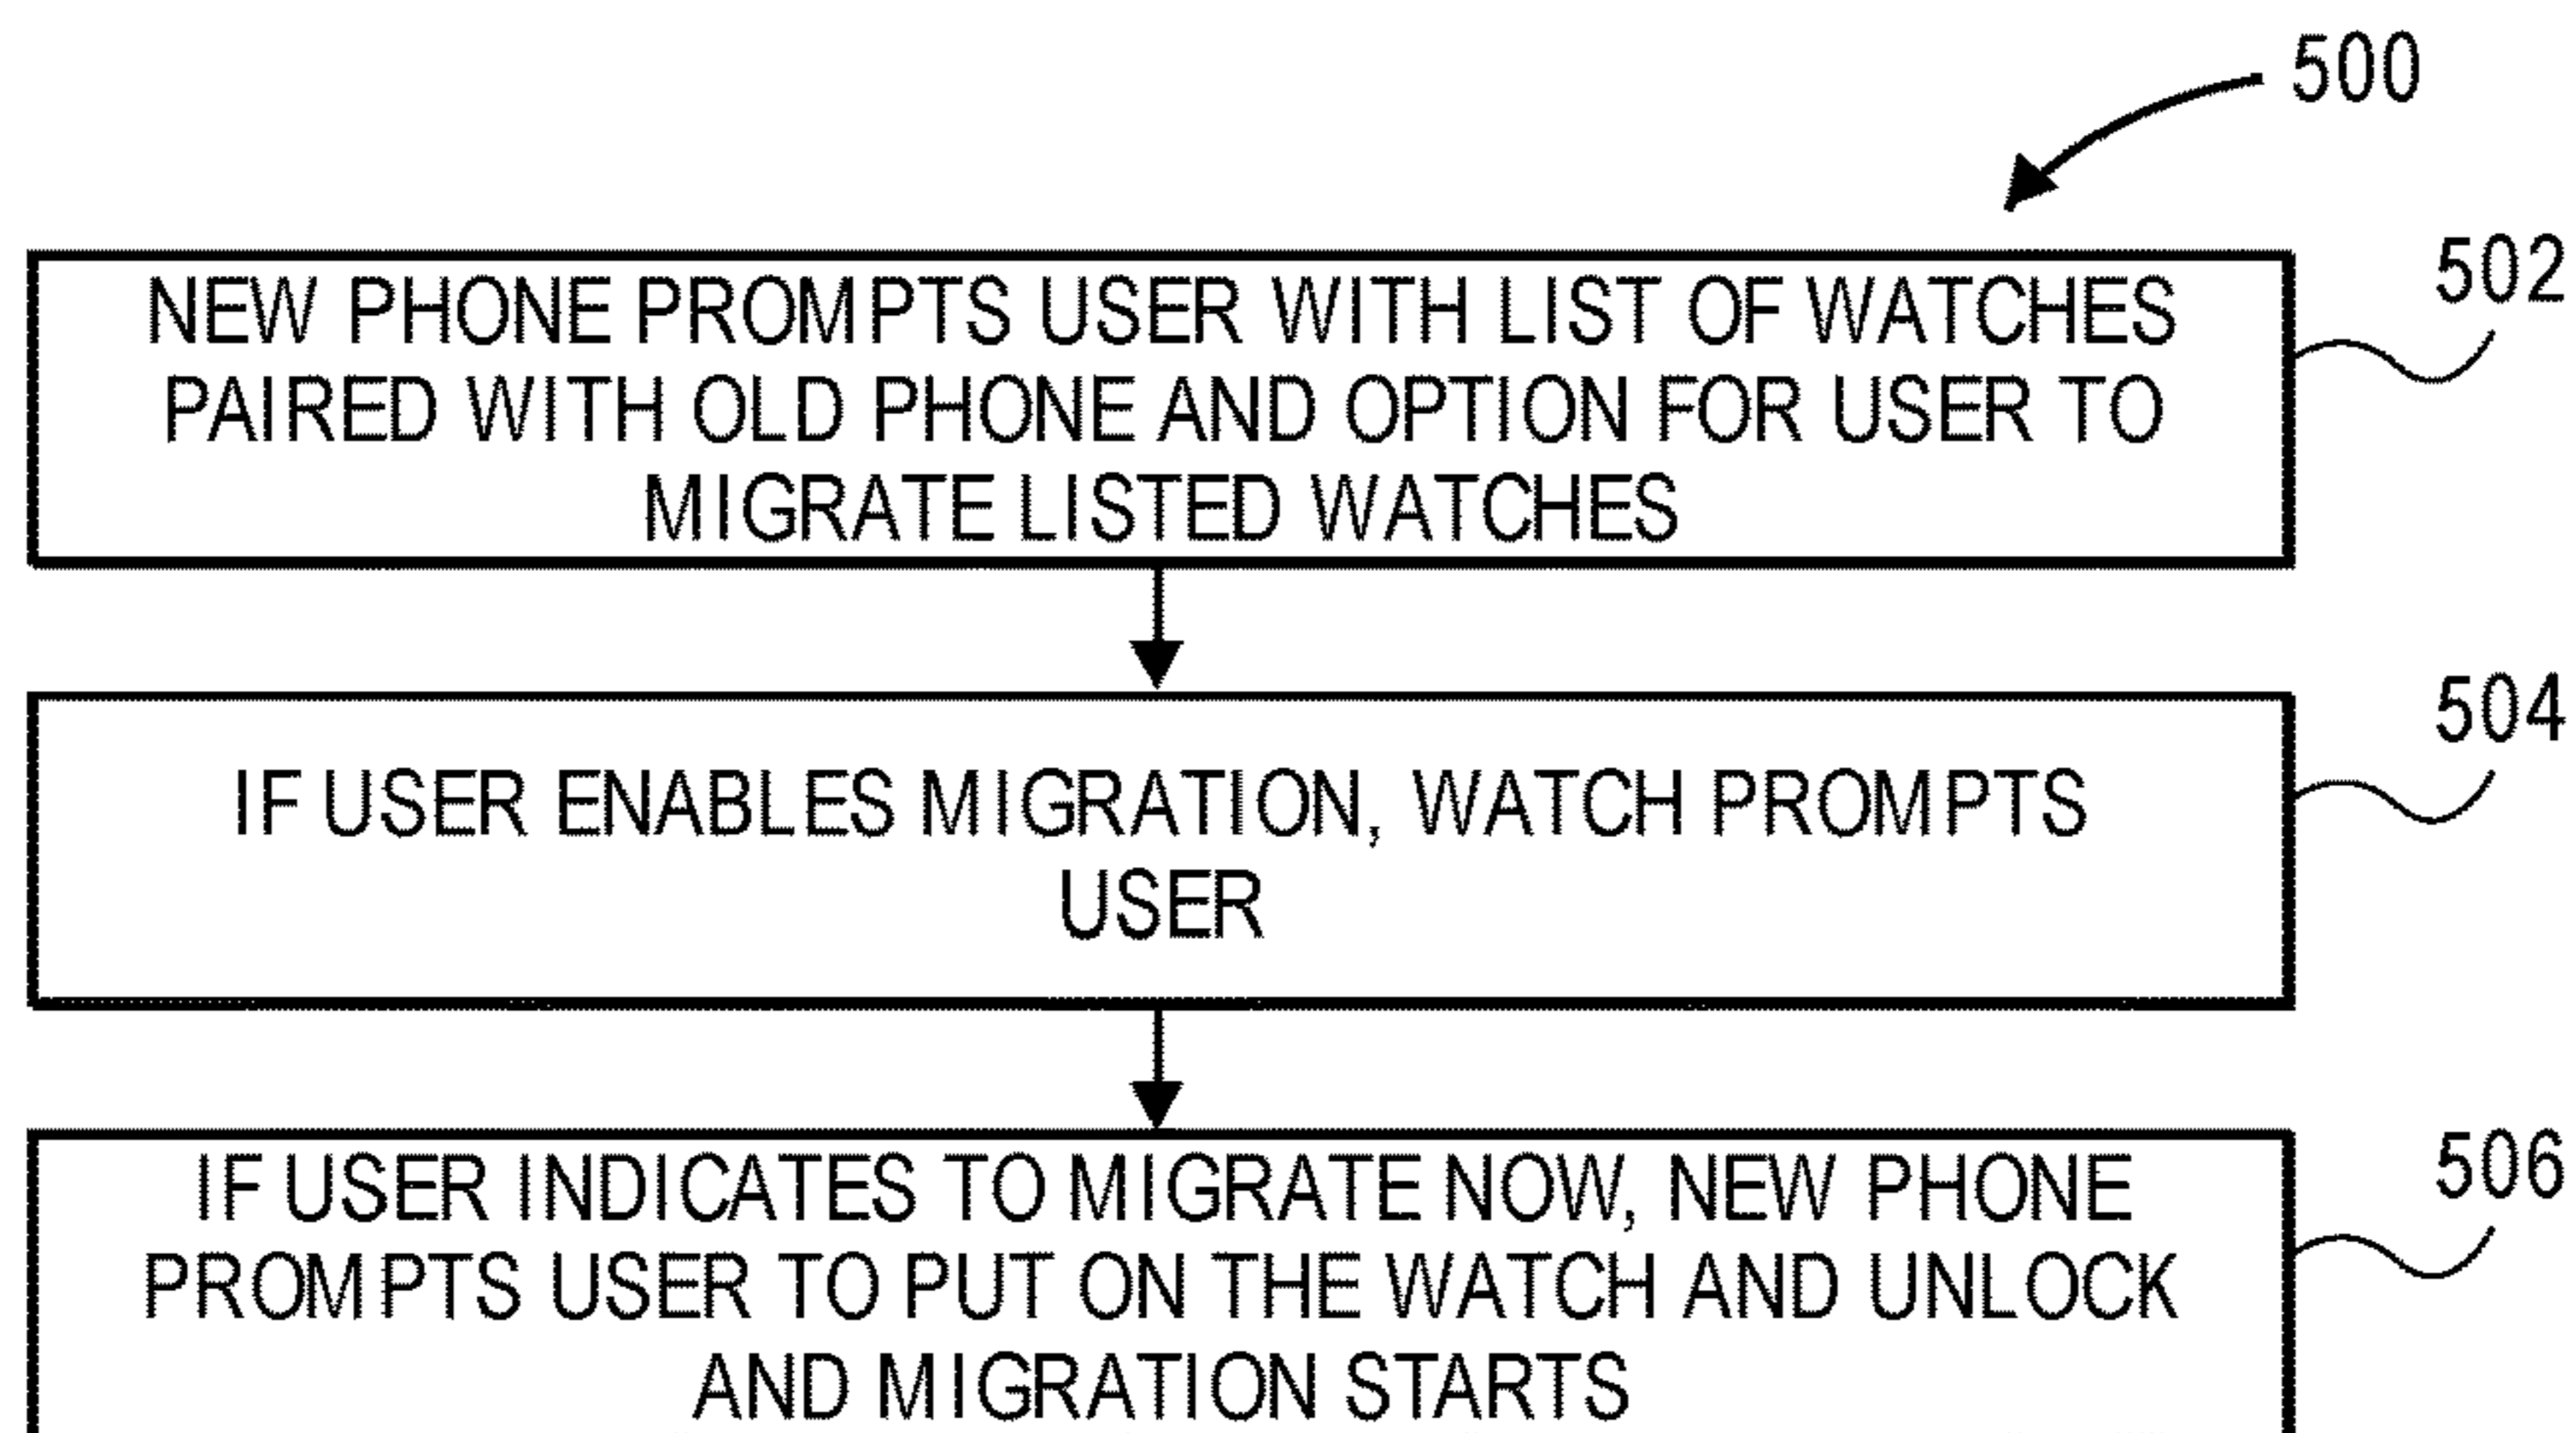 500
502
NEW PHONE PROMPTS USER WITH LIST OF WATCHES
PAIRED WITH OLD PHONE AND OPTION FOR USER TO
MIGRATE LISTED WATCHES
504
IF USER ENABLES MIGRATION, WATCH PROMPTS
USER
506
IF USER INDICATES TO MIGRATE NOW, NEW PHONE
PROMPTS USER TO PUT ON THE WATCH AND UNLOCK
AND MIGRATION STARTS